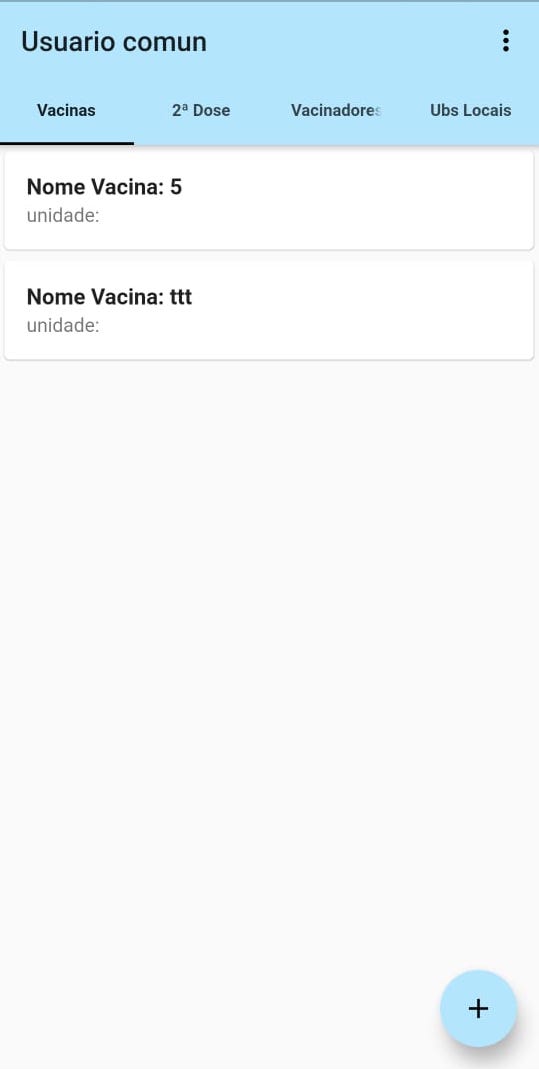 Usuario comun
Vacinas 2ª Dose Vacinadores Ubs Locais
Nome Vacina: 5
unidade:
Nome Vacina: ttt
unidade:
+